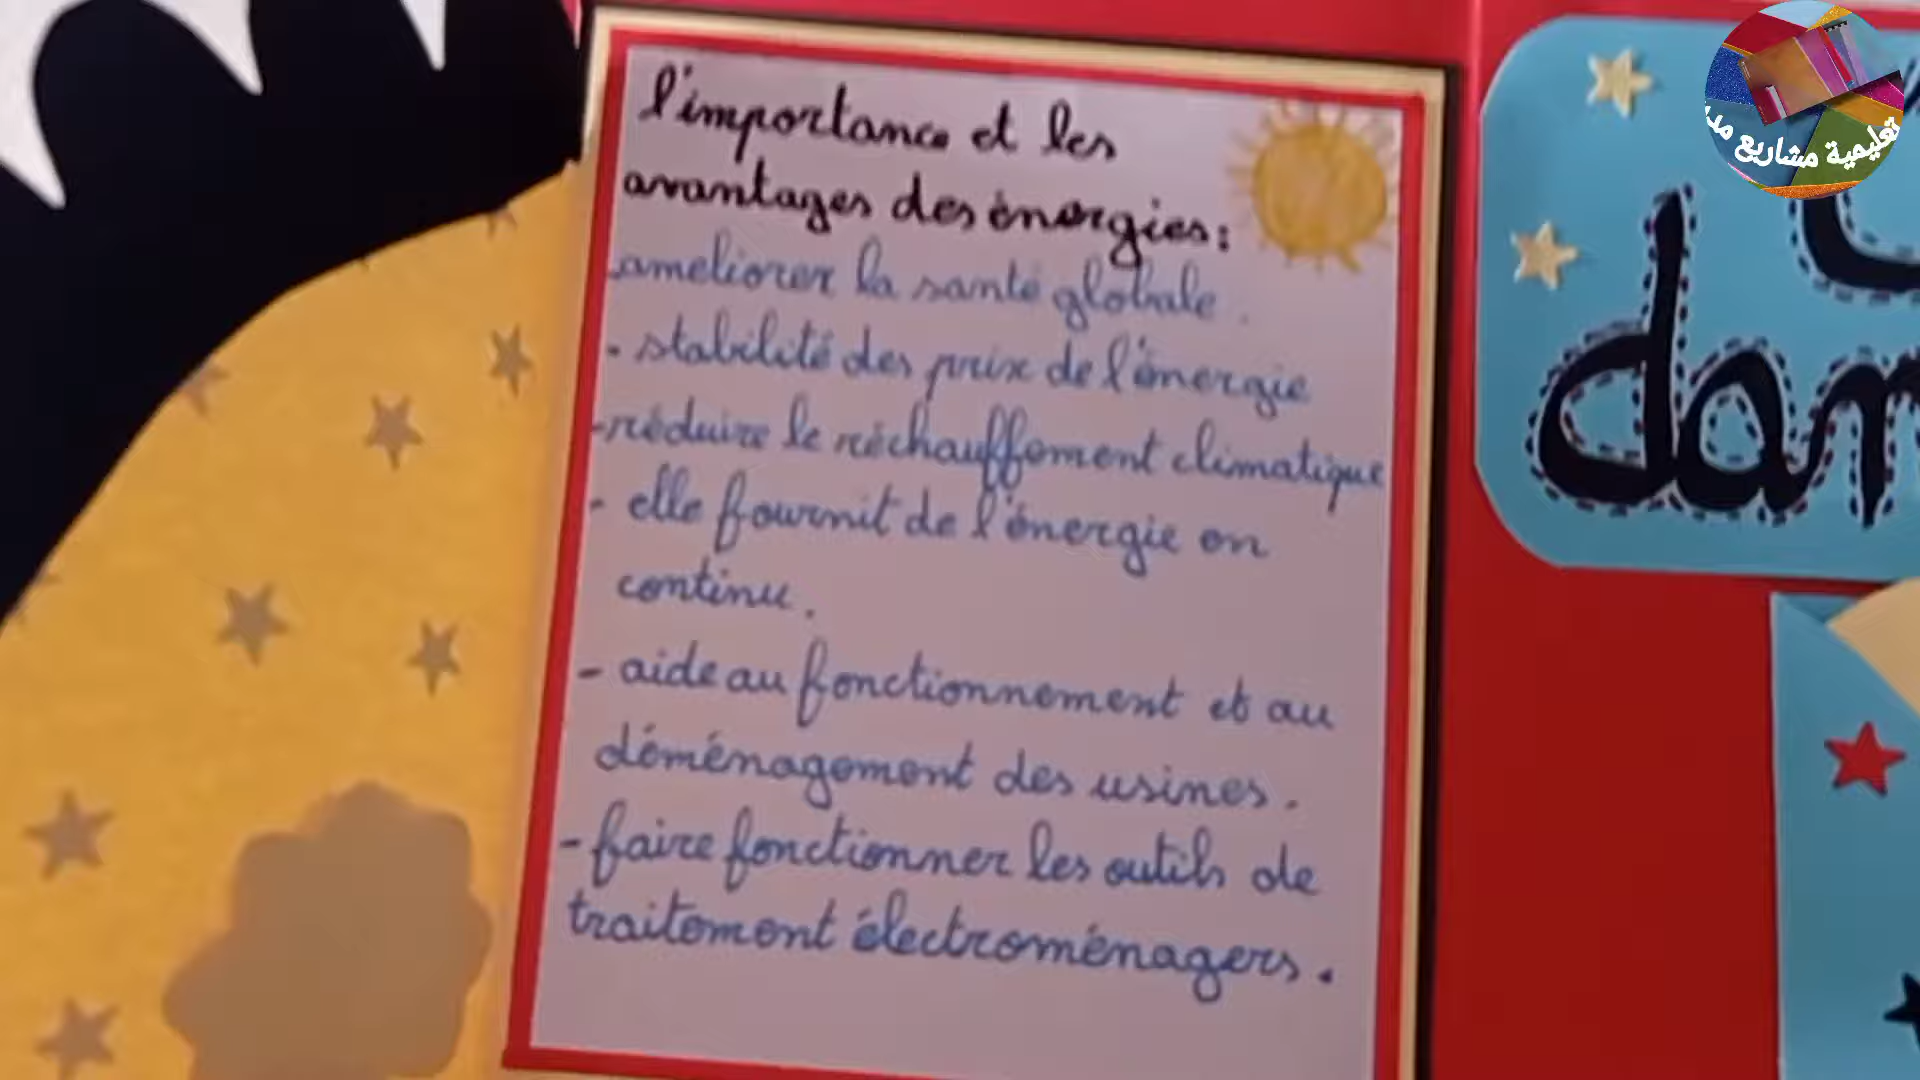 l'importance et les
avantages des énergies:
-ameliorer la santé globale.
- stabilité des prix de l'énergie
-réduire le réchauffement climatique
- elle fournit de l'énergie en
continu.
- aide au fonctionnement et au
déménagement des usines.
- faire fonctionner les outils de
traitement électroménagers.
تعليمية مشاريع